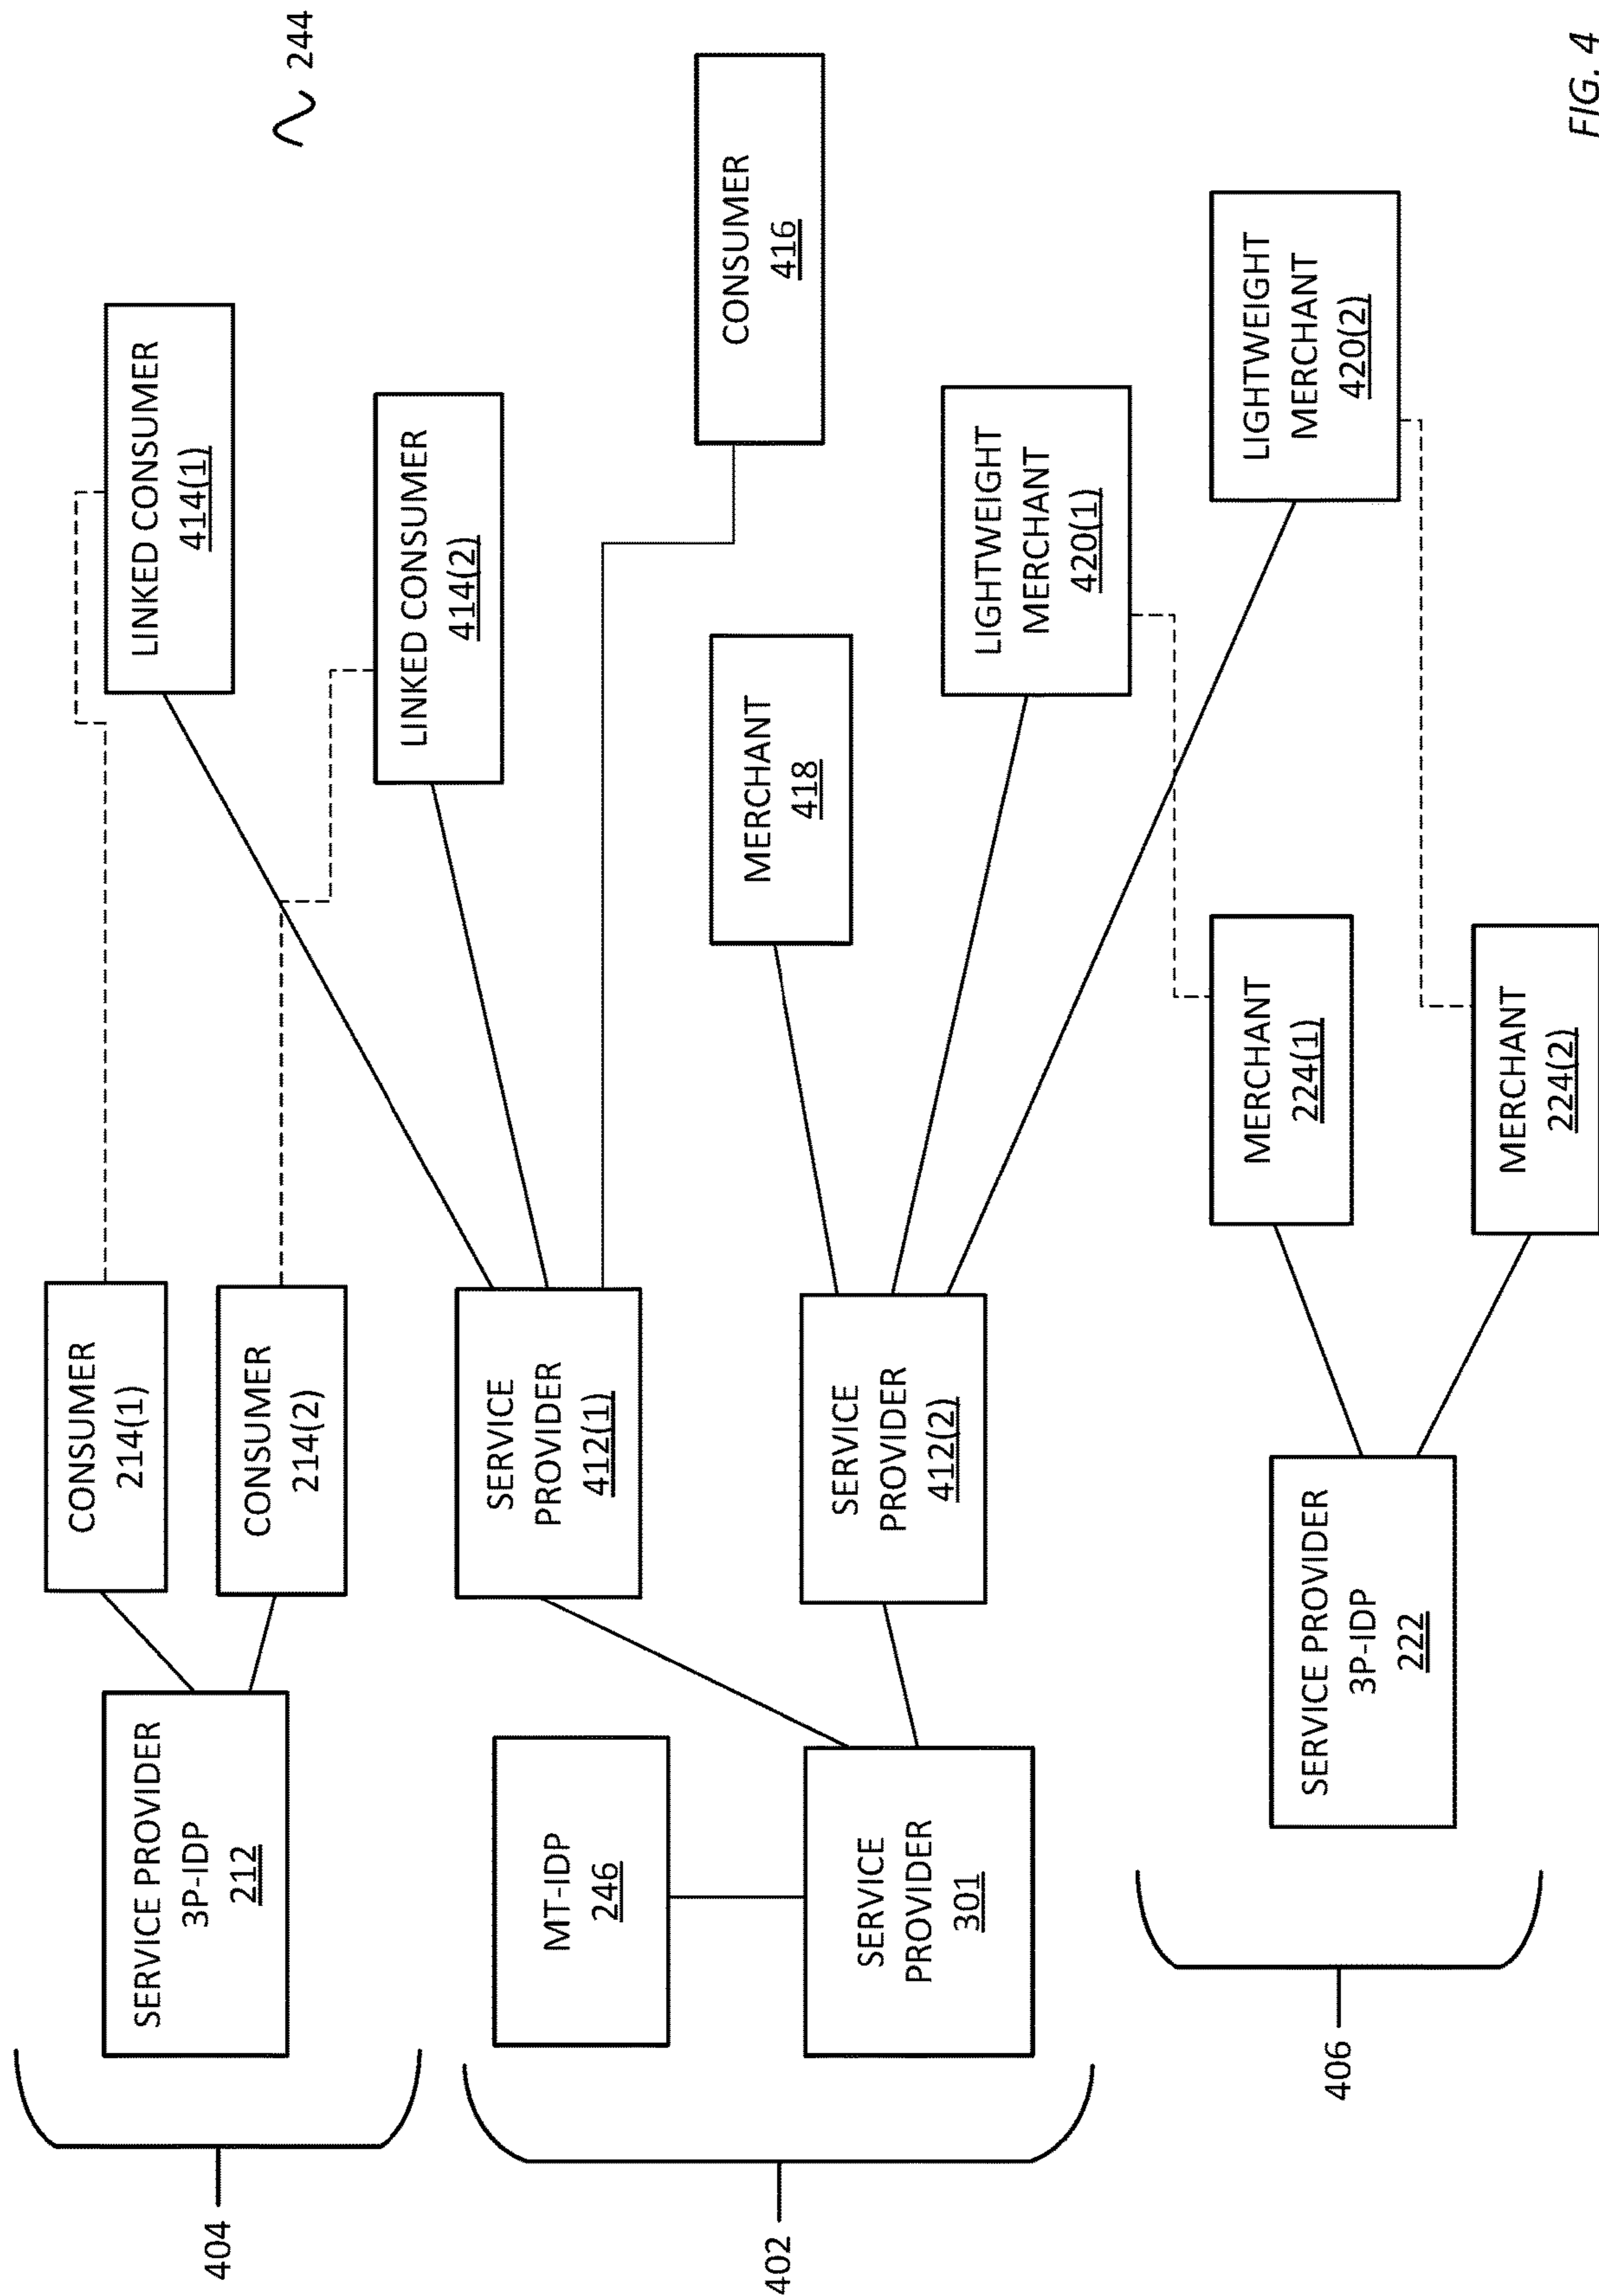 244
404
SERVICE PROVIDER
3P-IDP
212
CONSUMER
214(1)
CONSUMER
214(2)
LINKED CONSUMER
414(1)
LINKED CONSUMER
414(2)
402
MT-IDP
246
SERVICE
PROVIDER
301
SERVICE
PROVIDER
412(1)
SERVICE
PROVIDER
412(2)
CONSUMER
416
MERCHANT
418
LIGHTWEIGHT
MERCHANT
420(1)
LIGHTWEIGHT
MERCHANT
420(2)
406
SERVICE PROVIDER
3P-IDP
222
MERCHANT
224(1)
MERCHANT
224(2)
FIG. 4